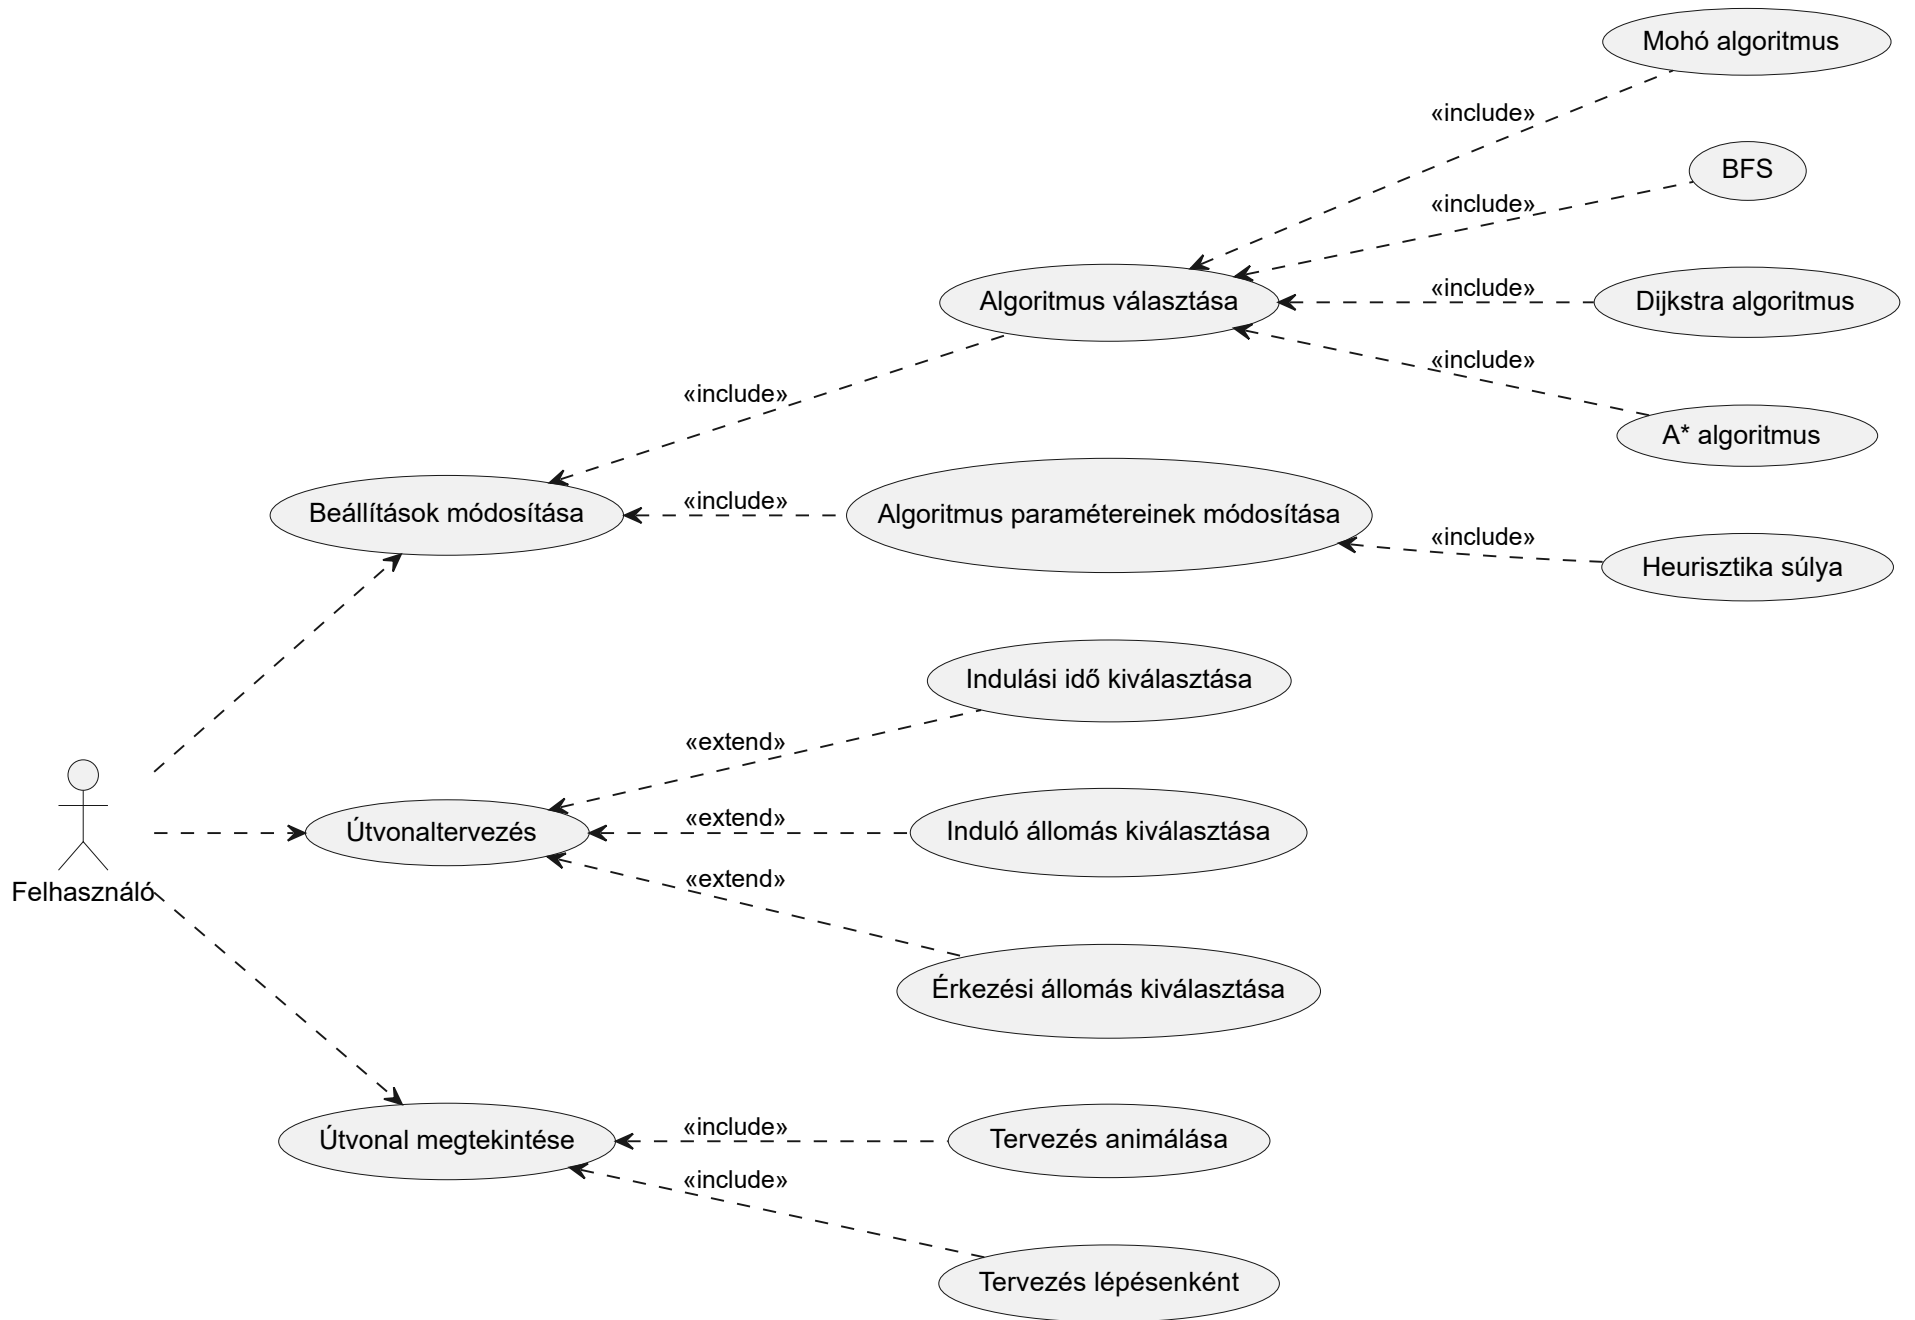 Mohó algoritmus
«include»
BFS
«include»
«include»
Algoritmus választása
Dijkstra algoritmus
«include»
«include»
A* algoritmus
«include»
Beállítások módosítása
Algoritmus paramétereinek módosítása
«include»
Heurisztika súlya
Indulási idő kiválasztása
«extend»
«extend»
Útvonaltervezés
Induló állomás kiválasztása
«extend»
Felhasználó
Érkezési állomás kiválasztása
«include»
Útvonal megtekintése
Tervezés animálása
«include»
Tervezés lépésenként